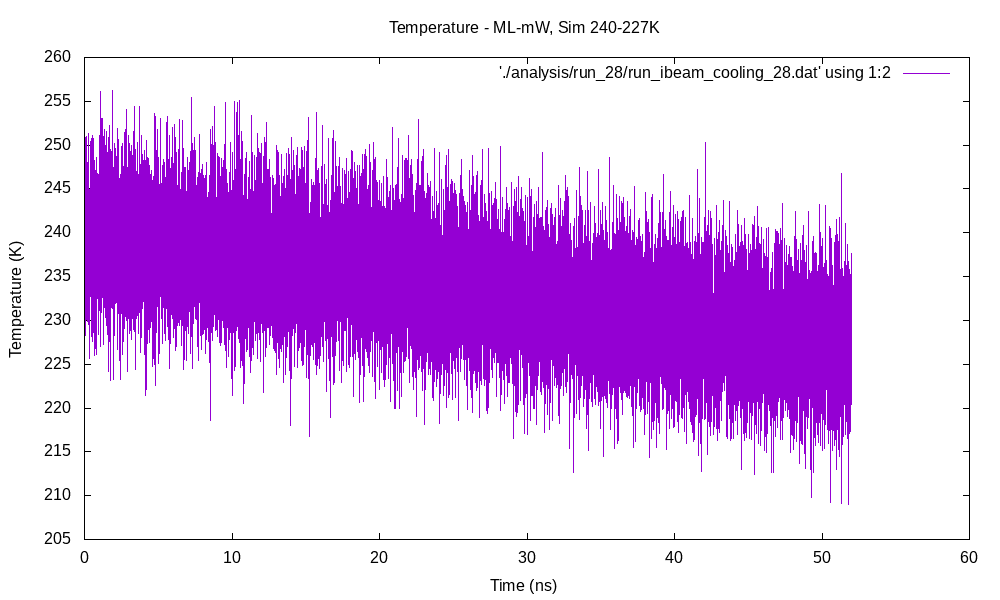 Temperature - ML-mW, Sim 240-227K
'./analysis/run_28/run_ibeam_cooling_28.dat' using 1:2
Temperature (K)
260
255
250
245
240
235
230
225
220
215
210
205
0 10 20 30 40 50 60
Time (ns)